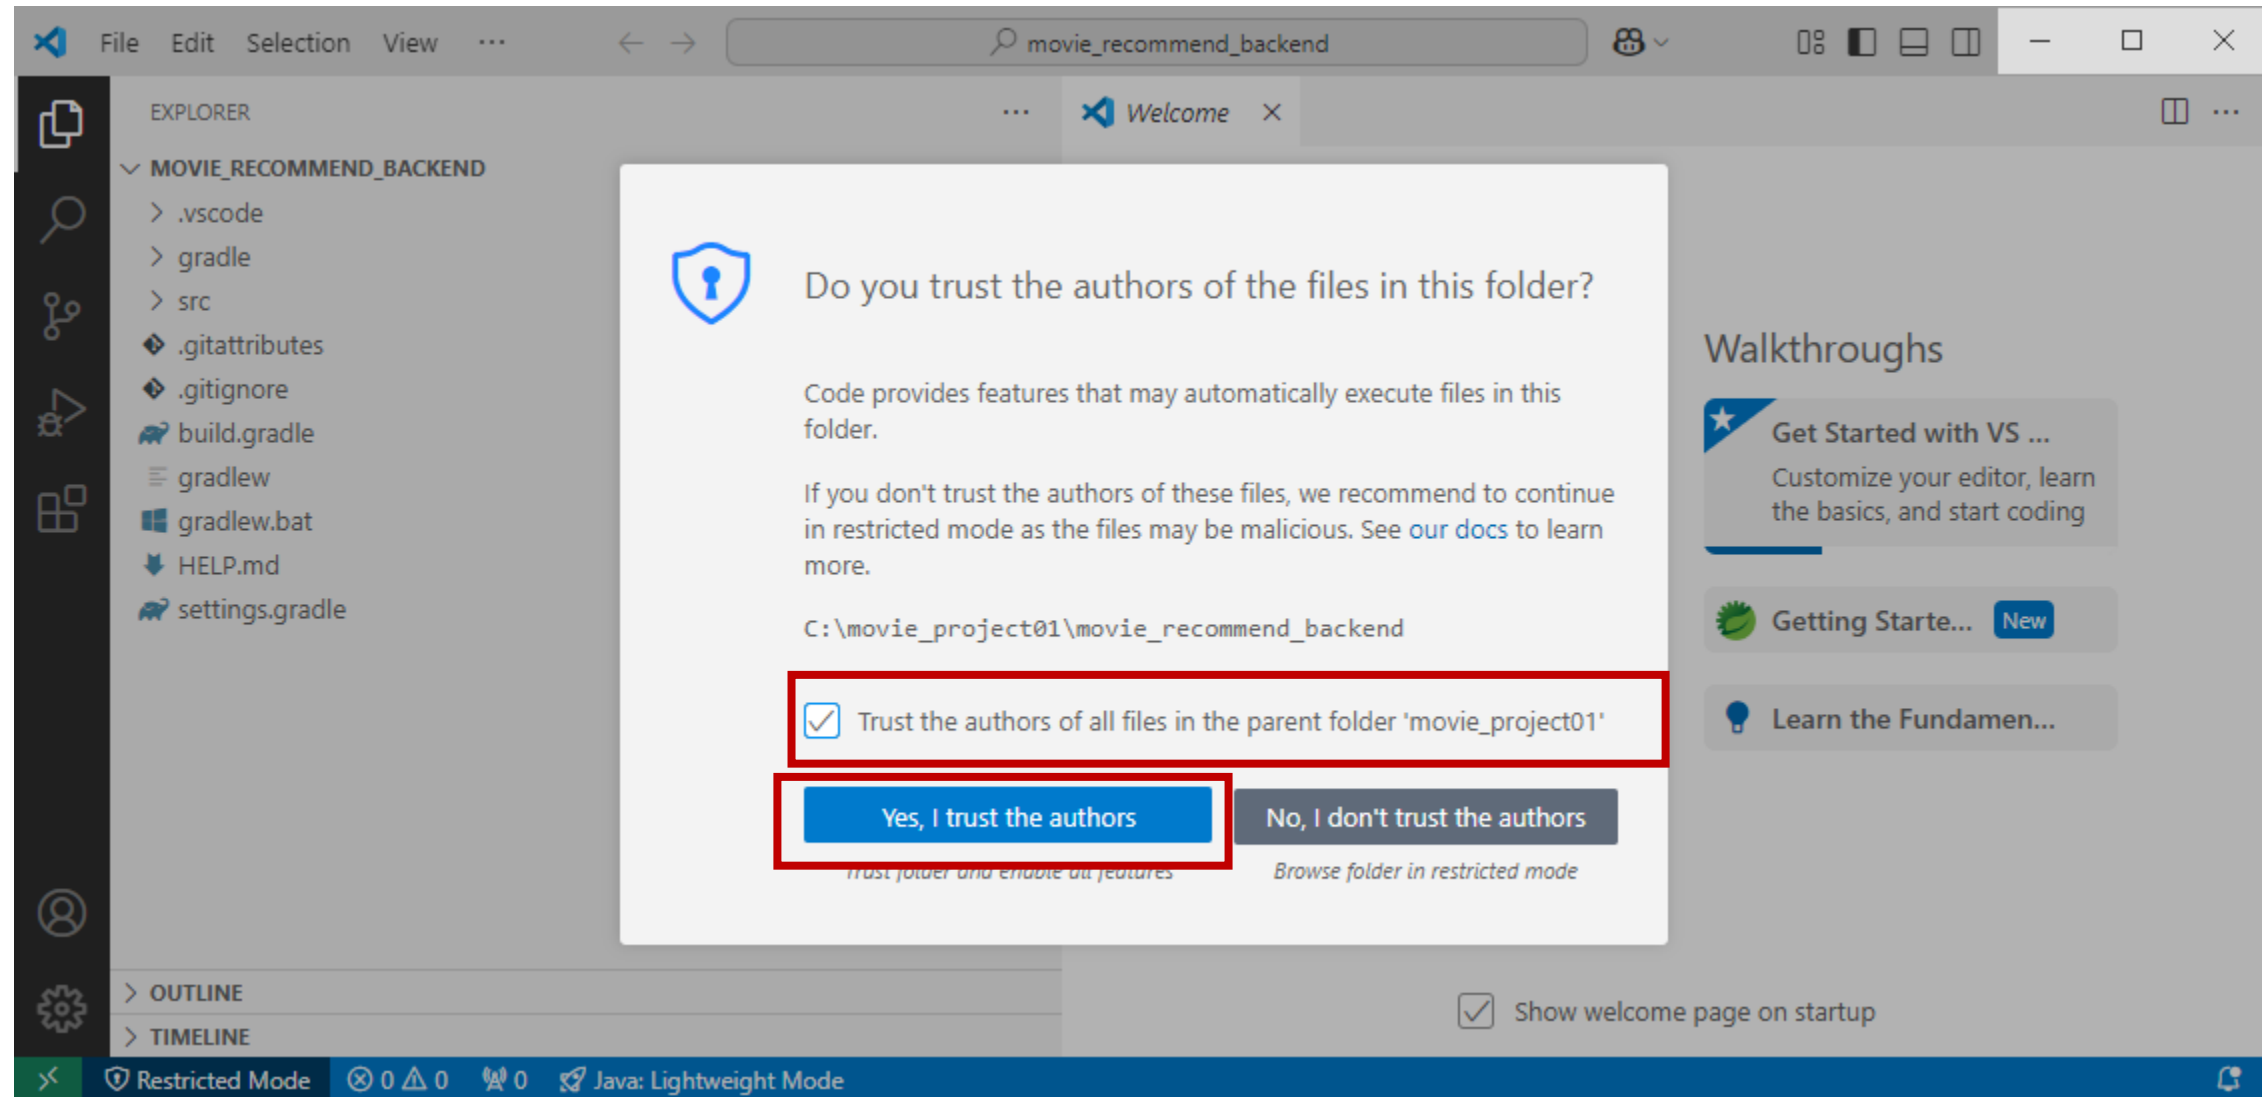 File Edit Selection View ···
movie_recommend_backend
EXPLORER
Welcome
MOVIE_RECOMMEND_BACKEND
.vscode
gradle
src
.gitattributes
.gitignore
build.gradle
gradlew
gradlew.bat
HELP.md
settings.gradle
OUTLINE
TIMELINE
Do you trust the authors of the files in this folder?
Code provides features that may automatically execute files in this
folder.
If you don't trust the authors of these files, we recommend to continue
in restricted mode as the files may be malicious. See our docs to learn
more.
C:\movie_project01\movie_recommend_backend
Trust the authors of all files in the parent folder 'movie_project01'
Yes, I trust the authors
No, I don't trust the authors
Trust folder and enable all features
Browse folder in restricted mode
Walkthroughs
Get Started with VS ...
Customize your editor, learn
the basics, and start coding
Getting Starte... New
Learn the Fundamen...
Show welcome page on startup
Restricted Mode 0 0 0 Java: Lightweight Mode